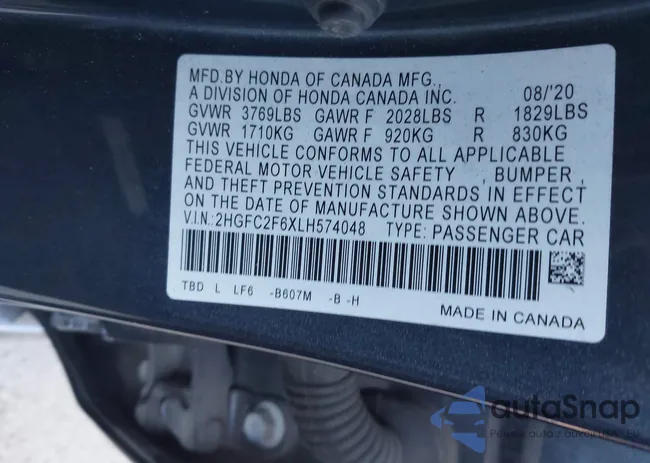 MFD.BY HONDA OF CANADA MFG.,
A DIVISION OF HONDA CANADA INC. 08/'20
GVWR 3769LBS GAWR F 2028LBS R 1829LBS
GVWR 1710KG GAWR F 920KG R 830KG
THIS VEHICLE CONFORMS TO ALL APPLICABLE
FEDERAL MOTOR VEHICLE SAFETY , BUMPER ,
AND THEFT PREVENTION STANDARDS IN EFFECT
ON THE DATE OF MANUFACTURE SHOWN ABOVE.
V.I.N.:2HGFC2F6XLH574048 TYPE: PASSENGER CAR
TBD L LF6 -B607M -B -H
MADE IN CANADA
autoSnap